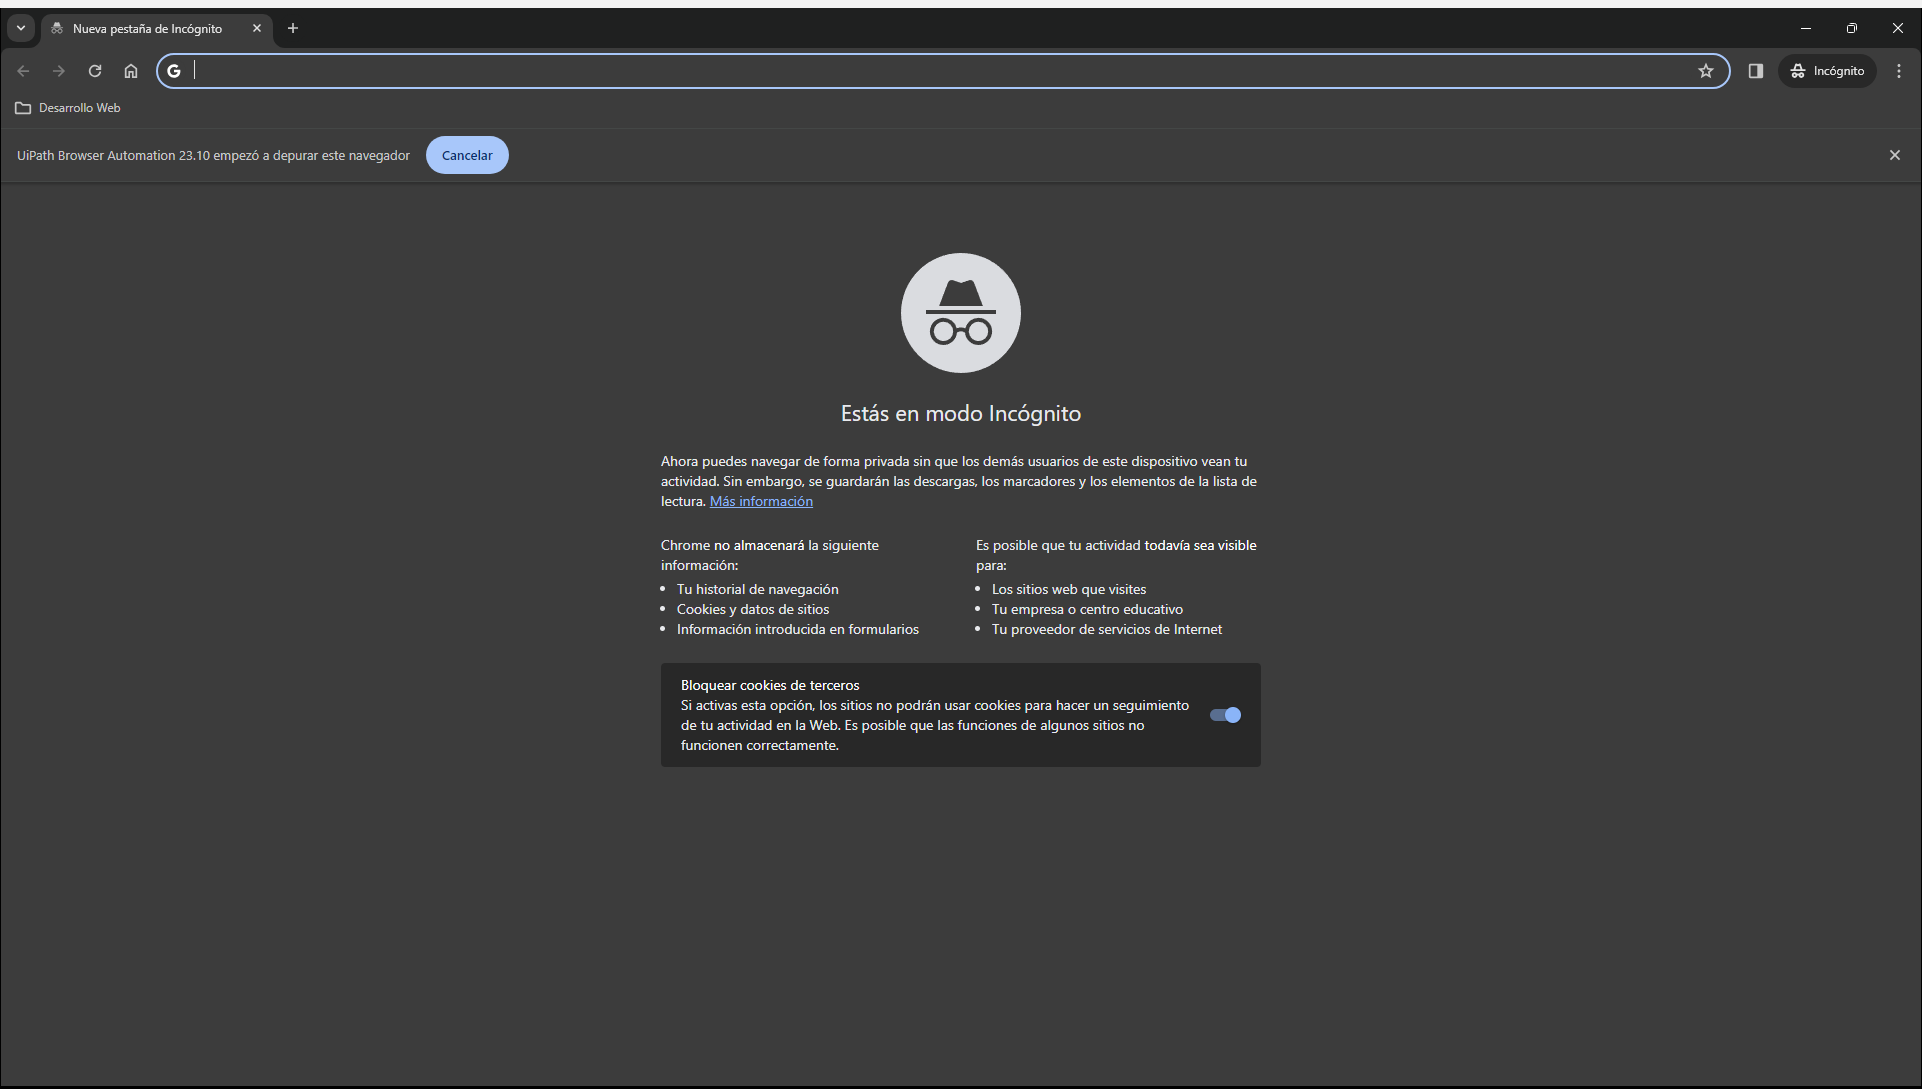 Nueva pestaña de Incógnito
Incógnito
Desarrollo Web
UiPath Browser Automation 23.10 empezó a depurar este navegador
Cancelar
Estás en modo Incógnito
Ahora puedes navegar de forma privada sin que los demás usuarios de este dispositivo vean tu
actividad. Sin embargo, se guardarán las descargas, los marcadores y los elementos de la lista de
lectura. Más información
Chrome no almacenará la siguiente
información:
Tu historial de navegación
Cookies y datos de sitios
Información introducida en formularios
Es posible que tu actividad todavía sea visible
para:
Los sitios web que visites
Tu empresa o centro educativo
Tu proveedor de servicios de Internet
Bloquear cookies de terceros
Si activas esta opción, los sitios no podrán usar cookies para hacer un seguimiento
de tu actividad en la Web. Es posible que las funciones de algunos sitios no
funcionen correctamente.